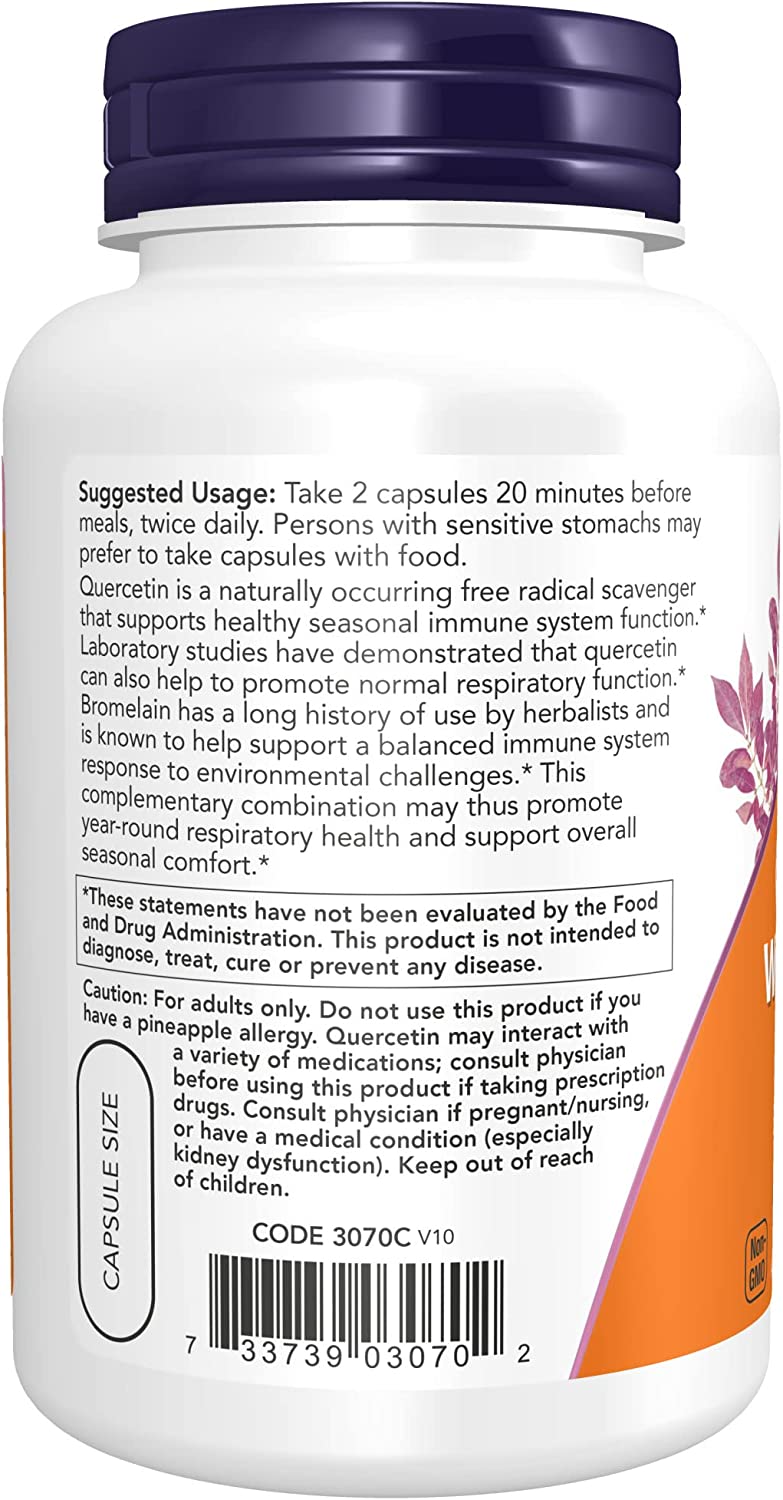 Suggested Usage: Take 2 capsules 20 minutes before
meals, twice daily. Persons with sensitive stomachs may
prefer to take capsules with food.
Quercetin is a naturally occurring free radical scavenger
that supports healthy seasonal immune system function.*
Laboratory studies have demonstrated that quercetin
can also help to promote normal respiratory function.*
Bromelain has a long history of use by herbalists and
is known to help support a balanced immune system
response to environmental challenges.* This
complementary combination may thus promote
year-round respiratory health and support overall
seasonal comfort.*
*These statements have not been evaluated by the Food
and Drug Administration. This product is not intended to
diagnose, treat, cure or prevent any disease.
Caution: For adults only. Do not use this product if you
have a pineapple allergy. Quercetin may interact with
a variety of medications; consult physician
before using this product if taking prescription
drugs. Consult physician if pregnant/nursing,
or have a medical condition (especially
kidney dysfunction). Keep out of reach
of children.
CAPSULE SIZE
CODE 3070C V10
7 33739 03070 2
Non-
GMO